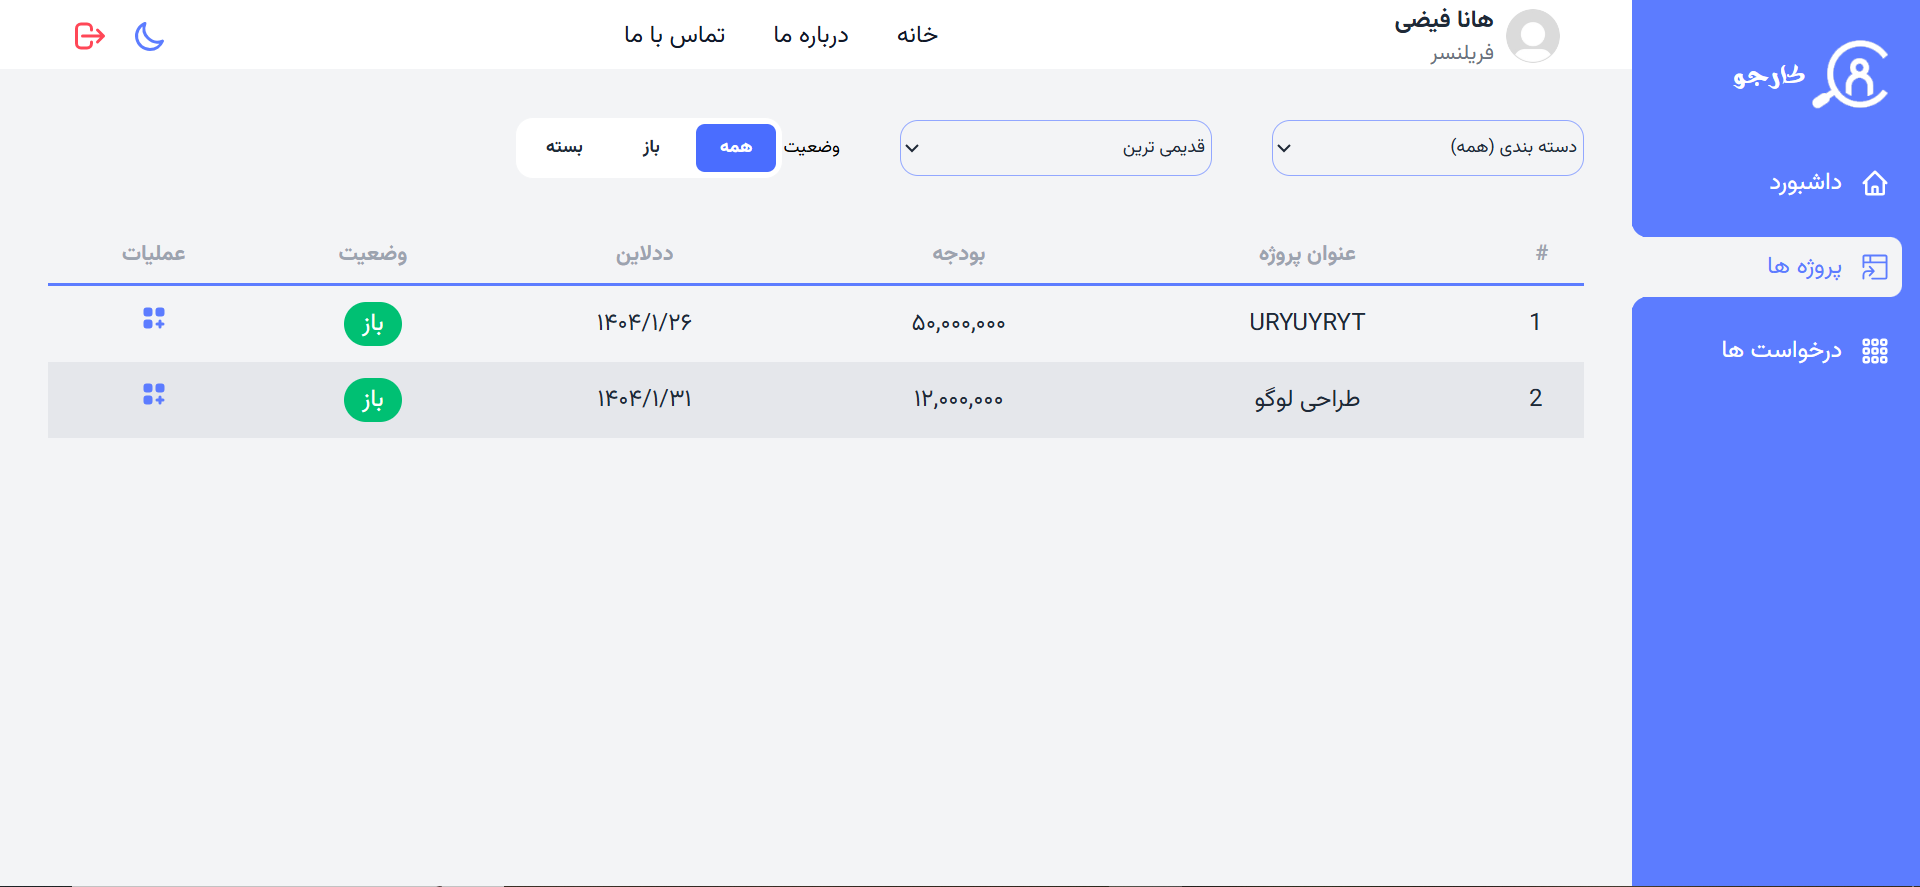 کارجو
داشبورد
پروژه ها
درخواست ها
هانا فیضی
فریلنسر
خانه درباره ما تماس با ما
دسته بندی (همه)
قدیمی ترین
وضعیت همه باز بسته
# عنوان پروژه بودجه ددلاین وضعیت عملیات
1 URYUYRYT ۵۰,۰۰۰,۰۰۰ ۱۴۰۴/۱/۲۶ باز
2 طراحی لوگو ۱۲,۰۰۰,۰۰۰ ۱۴۰۴/۱/۳۱ باز